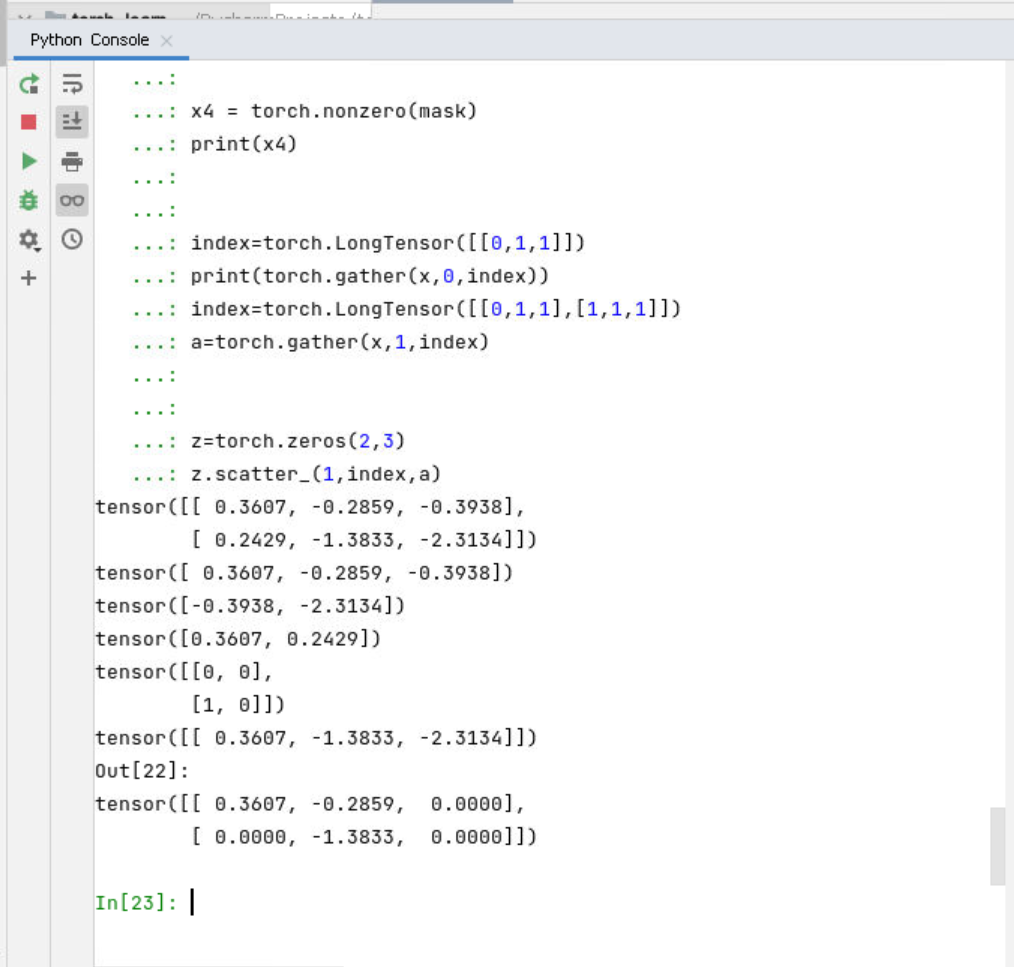 Python Console
...:
...: x4 = torch.nonzero(mask)
...: print(x4)
...:
...:
...: index=torch.LongTensor([[0,1,1]])
...: print(torch.gather(x,0,index))
...: index=torch.LongTensor([[0,1,1],[1,1,1]])
...: a=torch.gather(x,1,index)
...:
...:
...: z=torch.zeros(2,3)
...: z.scatter_(1,index,a)
tensor([[ 0.3607, -0.2859, -0.3938],
        [ 0.2429, -1.3833, -2.3134]])
tensor([ 0.3607, -0.2859, -0.3938])
tensor([-0.3938, -2.3134])
tensor([0.3607, 0.2429])
tensor([[0, 0],
        [1, 0]])
tensor([[ 0.3607, -1.3833, -2.3134]])
Out[22]:
tensor([[ 0.3607, -0.2859,  0.0000],
        [ 0.0000, -1.3833,  0.0000]])
In[23]: